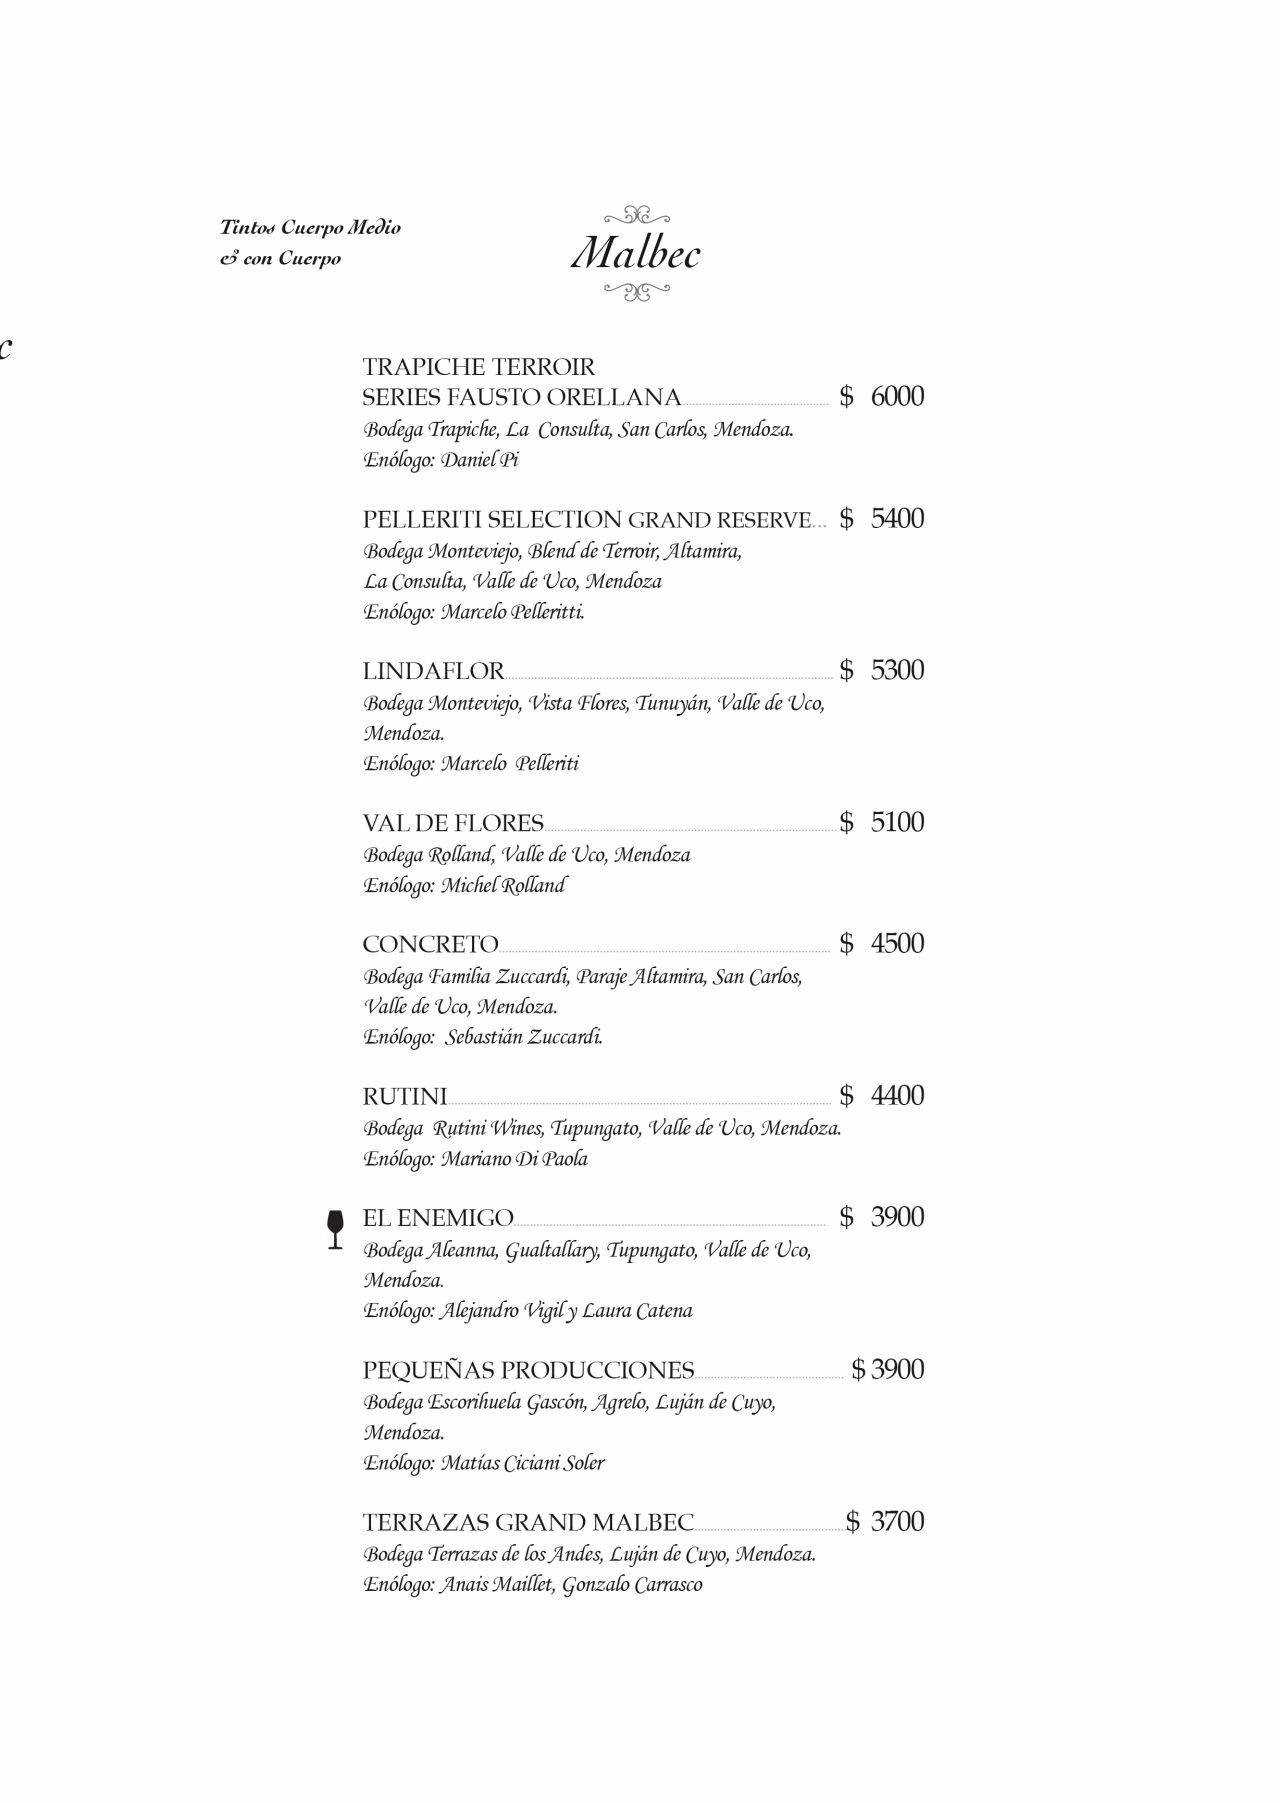 Tintos Cuerpo Medio
& con Cuerpo
Malbec
c
TRAPICHE TERROIR
SERIES FAUSTO ORELLANA $ 6000
Bodega Trapiche, La Consulta, San Carlos, Mendoza.
Enólogo: Daniel Pi
PELLERITI SELECTION GRAND RESERVE... $ 5400
Bodega Monteviejo, Blend de Terroir, Altamira,
La Consulta, Valle de Uco, Mendoza
Enólogo: Marcelo Pelleritti.
LINDAFLOR $ 5300
Bodega Monteviejo, Vista Flores, Tunuyán, Valle de Uco,
Mendoza.
Enólogo: Marcelo Pelleriti
VAL DE FLORES $ 5100
Bodega Rolland, Valle de Uco, Mendoza
Enólogo: Michel Rolland
CONCRETO $ 4500
Bodega Familia Zuccardi, Paraje Altamira, San Carlos,
Valle de Uco, Mendoza.
Enólogo: Sebastián Zuccardi.
RUTINI $ 4400
Bodega Rutini Wines, Tupungato, Valle de Uco, Mendoza.
Enólogo: Mariano Di Paola
EL ENEMIGO $ 3900
Bodega Aleanna, Gualtallary, Tupungato, Valle de Uco,
Mendoza.
Enólogo: Alejandro Vigil y Laura Catena
PEQUEÑAS PRODUCCIONES $ 3900
Bodega Escorihuela Gascón, Agrelo, Luján de Cuyo,
Mendoza.
Enólogo: Matías Ciciani Soler
TERRAZAS GRAND MALBEC $ 3700
Bodega Terrazas de los Andes, Luján de Cuyo, Mendoza.
Enólogo: Anais Maillet, Gonzalo Carrasco